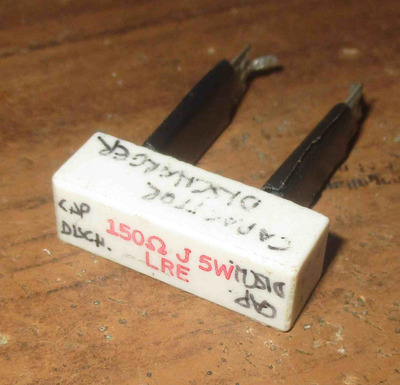 CAPACITOR
DISCHARGER
CAP
DISCH.
150Ω J 5W
LRE
CAP
DISCH